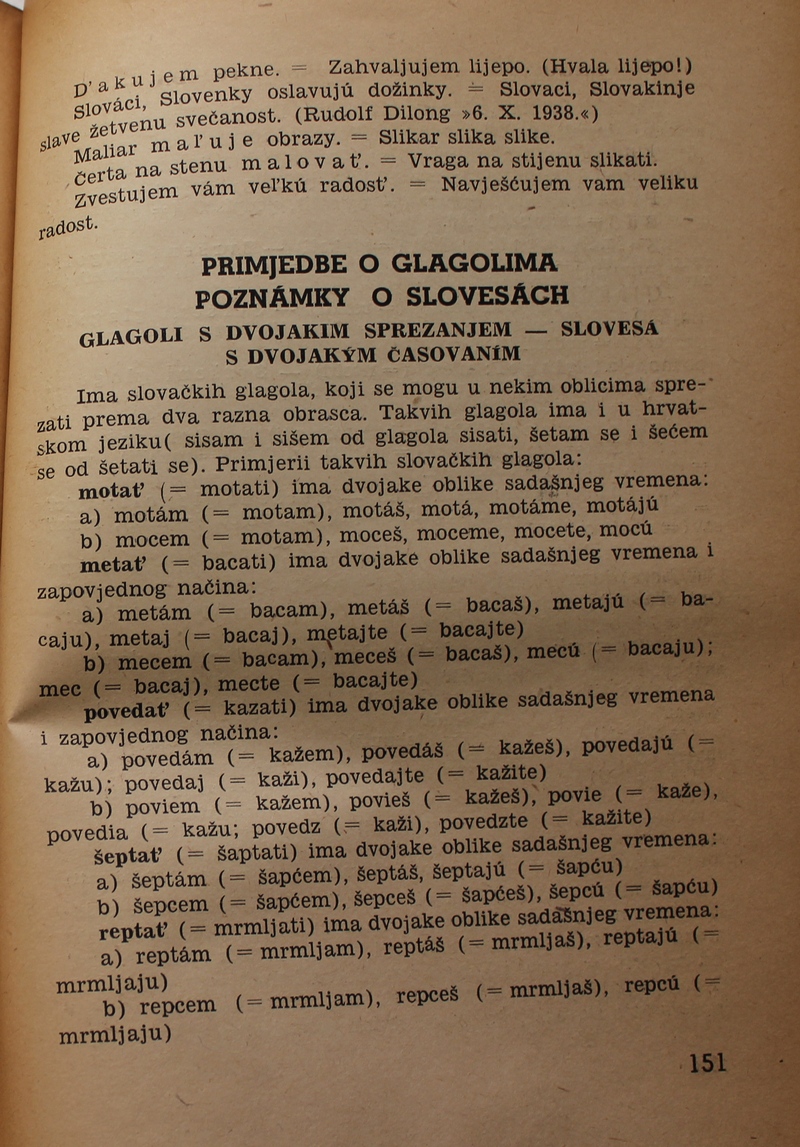 Ďakujem pekne. = Zahvaljujem lijepo. (Hvala lijepo!)
Slováci, Slovenky oslavujú dožinky. = Slovaci, Slovakinje
slave žetvenu svečanost. (Rudolf Dilong »6. X. 1938.«)
Maliar maľuje obrazy. = Slikar slika slike.
Čerta na stenu malovať. = Vraga na stijenu slikati.
Zvestujem vám veľkú radosť. = Navješćujem vam veliku
radost.
PRIMJEDBE O GLAGOLIMA
POZNÁMKY O SLOVESÁCH
GLAGOLI S DVOJAKIM SPREZANJEM — SLOVESÁ
S DVOJAKÝM ČASOVANÍM
Ima slovačkih glagola, koji se mogu u nekim oblicima spre-
zati prema dva razna obrasca. Takvih glagola ima i u hrvat-
skom jeziku( sisam i sišem od glagola sisati, šetam se i šećem
se od šetati se). Primjerii takvih slovačkih glagola:
motať (= motati) ima dvojake oblike sadašnjeg vremena:
a) motám (= motam), motáš, motá, motáme, motájú
b) mocem (= motam), moceš, moceme, mocete, mocú
metať (= bacati) ima dvojake oblike sadašnjeg vremena i
zapovjednog načina:
a) metám (= bacam), metáš (= bacaš), metajú (= ba-
caju), metaj (= bacaj), metajte (= bacajte)
b) mecem (= bacam), meceš (= bacaš), mecú (= bacaju);
mec (= bacaj), mecte (= bacajte)
povedať (= kazati) ima dvojake oblike sadašnjeg vremena
i zapovjednog načina:
a) povedám (= kažem), povedáš (= kažeš), povedajú (=
kažu); povedaj (= kaži), povedajte (= kažite)
b) poviem (= kažem), povieš (= kažeš), povie (= kaže),
povedia (= kažu; povedz (= kaži), povedzte (= kažite)
šeptať (= šaptati) ima dvojake oblike sadašnjeg vremena:
a) šeptám (= šapćem), šeptáš, šeptajú (= šapću)
b) šepcem (= šapćem), šepceš (= šapćeš), šepcú (= šapću)
reptať (= mrmljati) ima dvojake oblike sadašnjeg vremena:
a) reptám (= mrmljam), reptáš (= mrmljaš), reptajú (=
mrmljaju)
b) repcem (= mrmljam), repceš (= mrmljaš), repcú (=
mrmljaju)
151